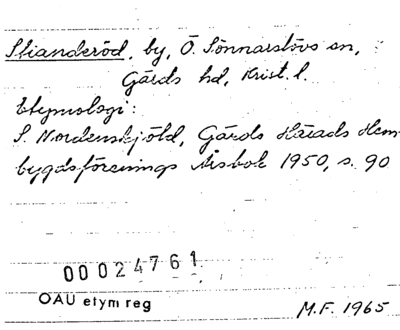 Stianderöd, by, Ö. Sönnarslövs sn,
Gärds hd, Krist. l.
Etymologi:
S. Nordenskjöld, Gärds Härads Hem-
bygdsförenings Årsbok 1950, s. 90
00024761
OAU etym reg
M.F. 1965